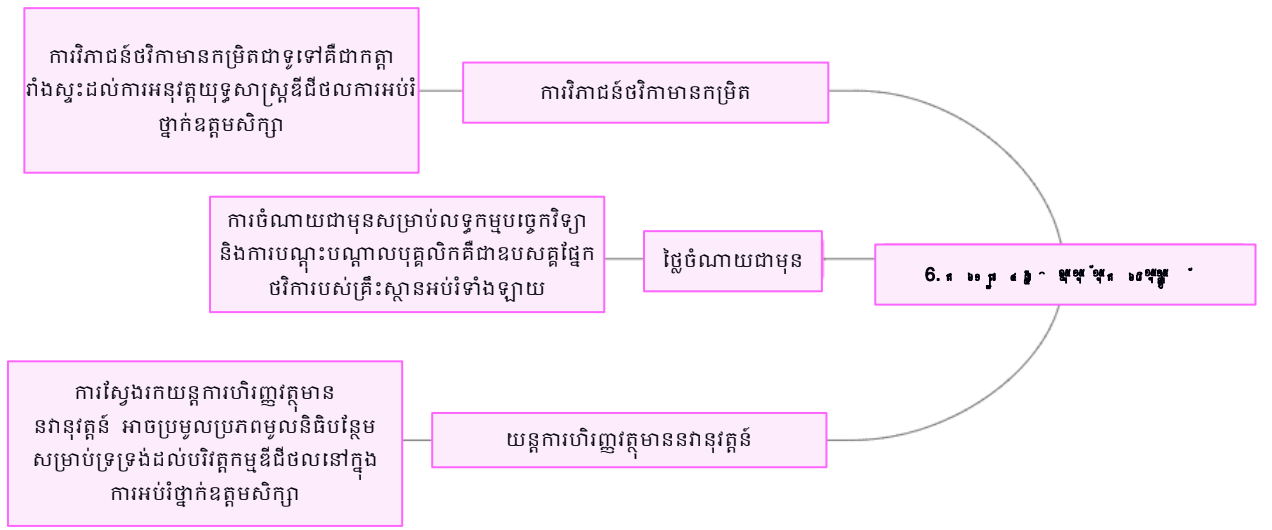 ការវិភាជន៍ថវិកាមានកម្រិតជាទូទៅគឺជាកត្តា
រាំងស្ទះដល់ការអនុវត្តយុទ្ធសាស្ត្រឌីជីថលការអប់រំ
ថ្នាក់ឧត្តមសិក្សា
ការវិភាជន៍ថវិកាមានកម្រិត
ការចំណាយជាមុនសម្រាប់លទ្ធកម្មបច្ចេកវិទ្យា
និងការបណ្តុះបណ្តាលបុគ្គលិកគឺជាឧបសគ្គផ្នែក
ថវិការបស់គ្រឹះស្ថានអប់រំទាំងឡាយ
ថ្លៃចំណាយជាមុន
6.
ការស្វែងរកយន្តការហិរញ្ញវត្ថុមាន
នវានុវត្តន៍ អាចប្រមូលប្រភពមូលនិធិបន្ថែម
សម្រាប់ទ្រទ្រង់ដល់បរិវត្តកម្មឌីជីថលនៅក្នុង
ការអប់រំថ្នាក់ឧត្តមសិក្សា
យន្តការហិរញ្ញវត្ថុមាននវានុវត្តន៍